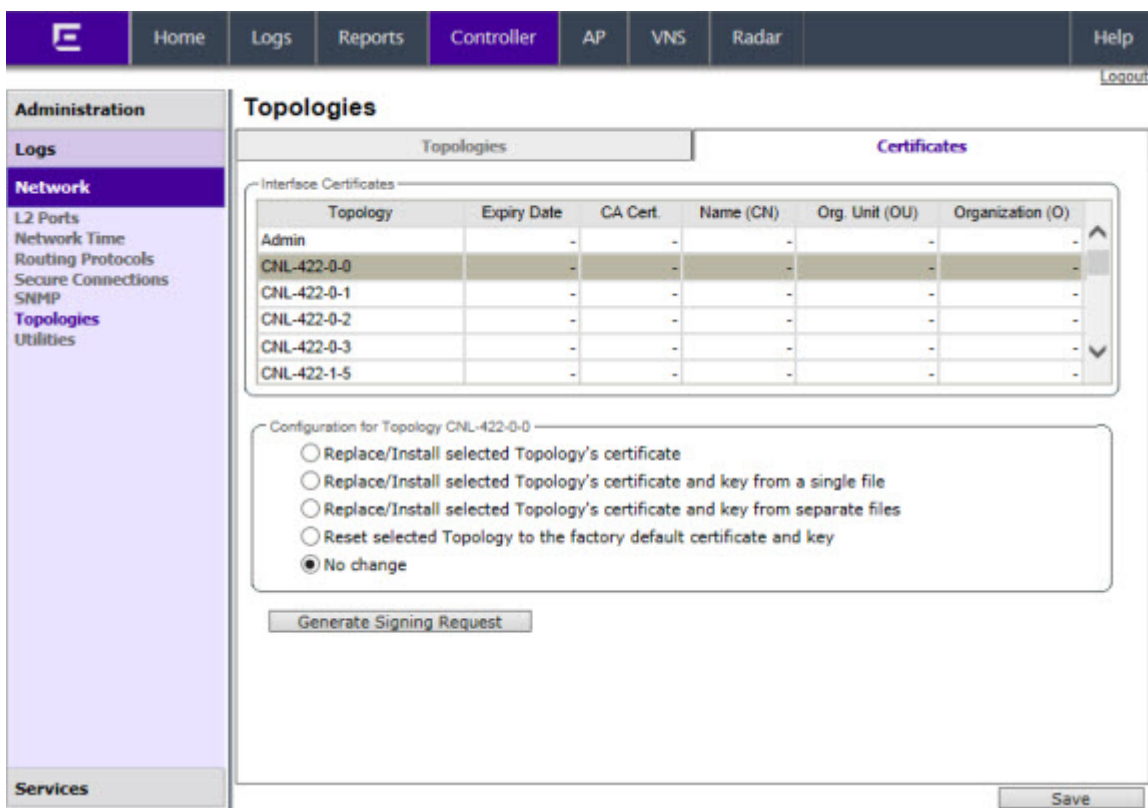 Home Logs Reports Controller AP VNS Radar Help
Logout
Administration
Logs
Network
L2 Ports
Network Time
Routing Protocols
Secure Connections
SNMP
Topologies
Utilities
Services
Topologies
Topologies Certificates
Interface Certificates
Topology Expiry Date CA Cert. Name (CN) Org. Unit (OU) Organization (O)
Admin - - - - -
CNL-422-0-0 - - - - -
CNL-422-0-1 - - - - -
CNL-422-0-2 - - - - -
CNL-422-0-3 - - - - -
CNL-422-1-5 - - - - -
Configuration for Topology CNL-422-0-0
Replace/Install selected Topology's certificate
Replace/Install selected Topology's certificate and key from a single file
Replace/Install selected Topology's certificate and key from separate files
Reset selected Topology to the factory default certificate and key
No change
Generate Signing Request
Save